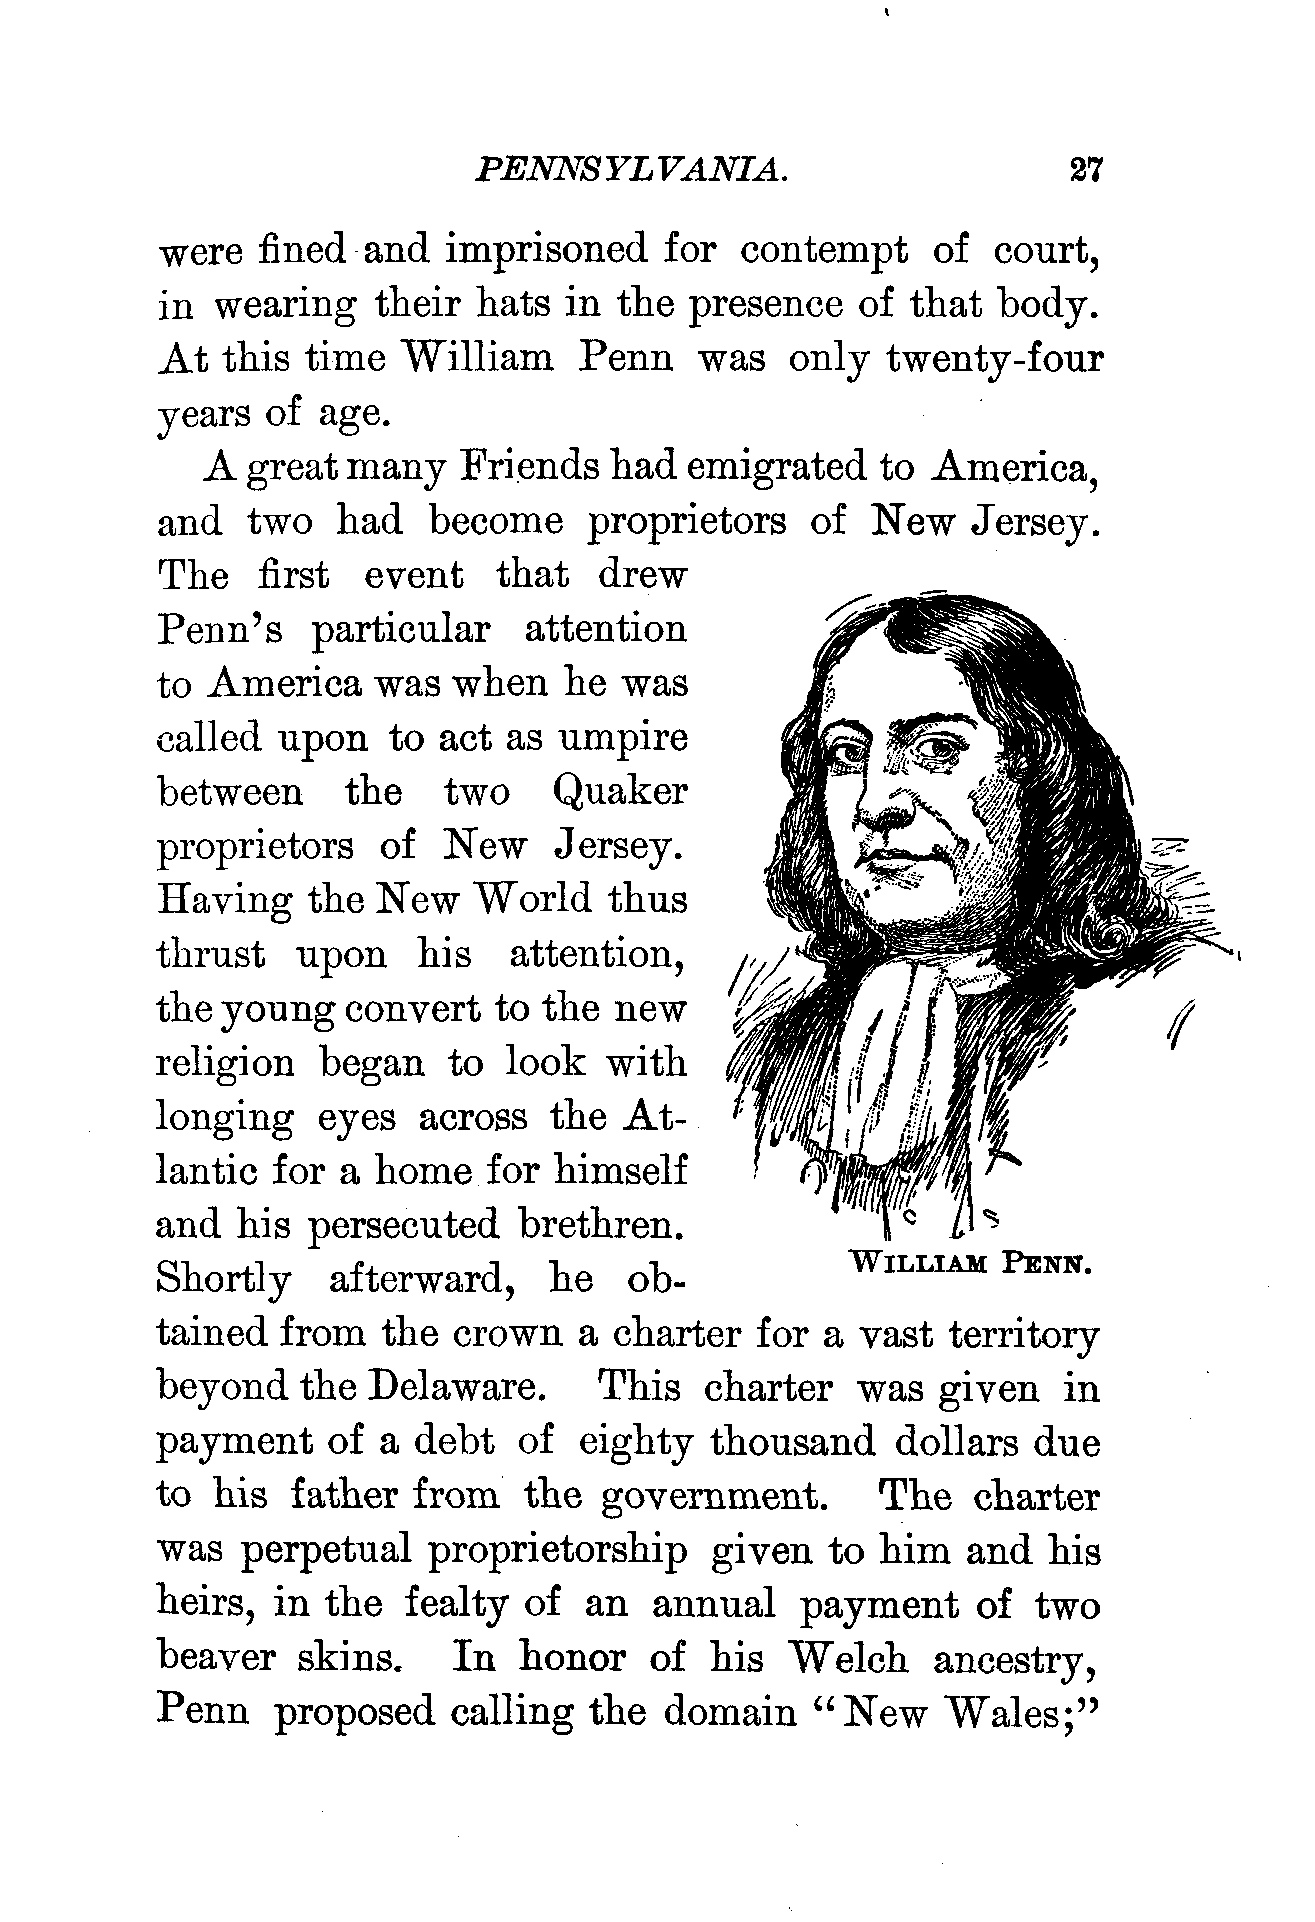 PENNSYLVANIA. 27
were fined and imprisoned for contempt of court,
in wearing their hats in the presence of that body.
At this time William Penn was only twenty-four
years of age.
A great many Friends had emigrated to America,
and two had become proprietors of New Jersey.
The first event that drew
Penn's particular attention
to America was when he was
called upon to act as umpire
between the two Quaker
proprietors of New Jersey.
Having the New World thus
thrust upon his attention,
the young convert to the new
religion began to look with
longing eyes across the At-
lantic for a home for himself
and his persecuted brethren.
Shortly afterward, he ob-
WILLIAM PENN.
tained from the crown a charter for a vast territory
beyond the Delaware. This charter was given in
payment of a debt of eighty thousand dollars due
to his father from the government. The charter
was perpetual proprietorship given to him and his
heirs, in the fealty of an annual payment of two
beaver skins. In honor of his Welch ancestry,
Penn proposed calling the domain “New Wales;”